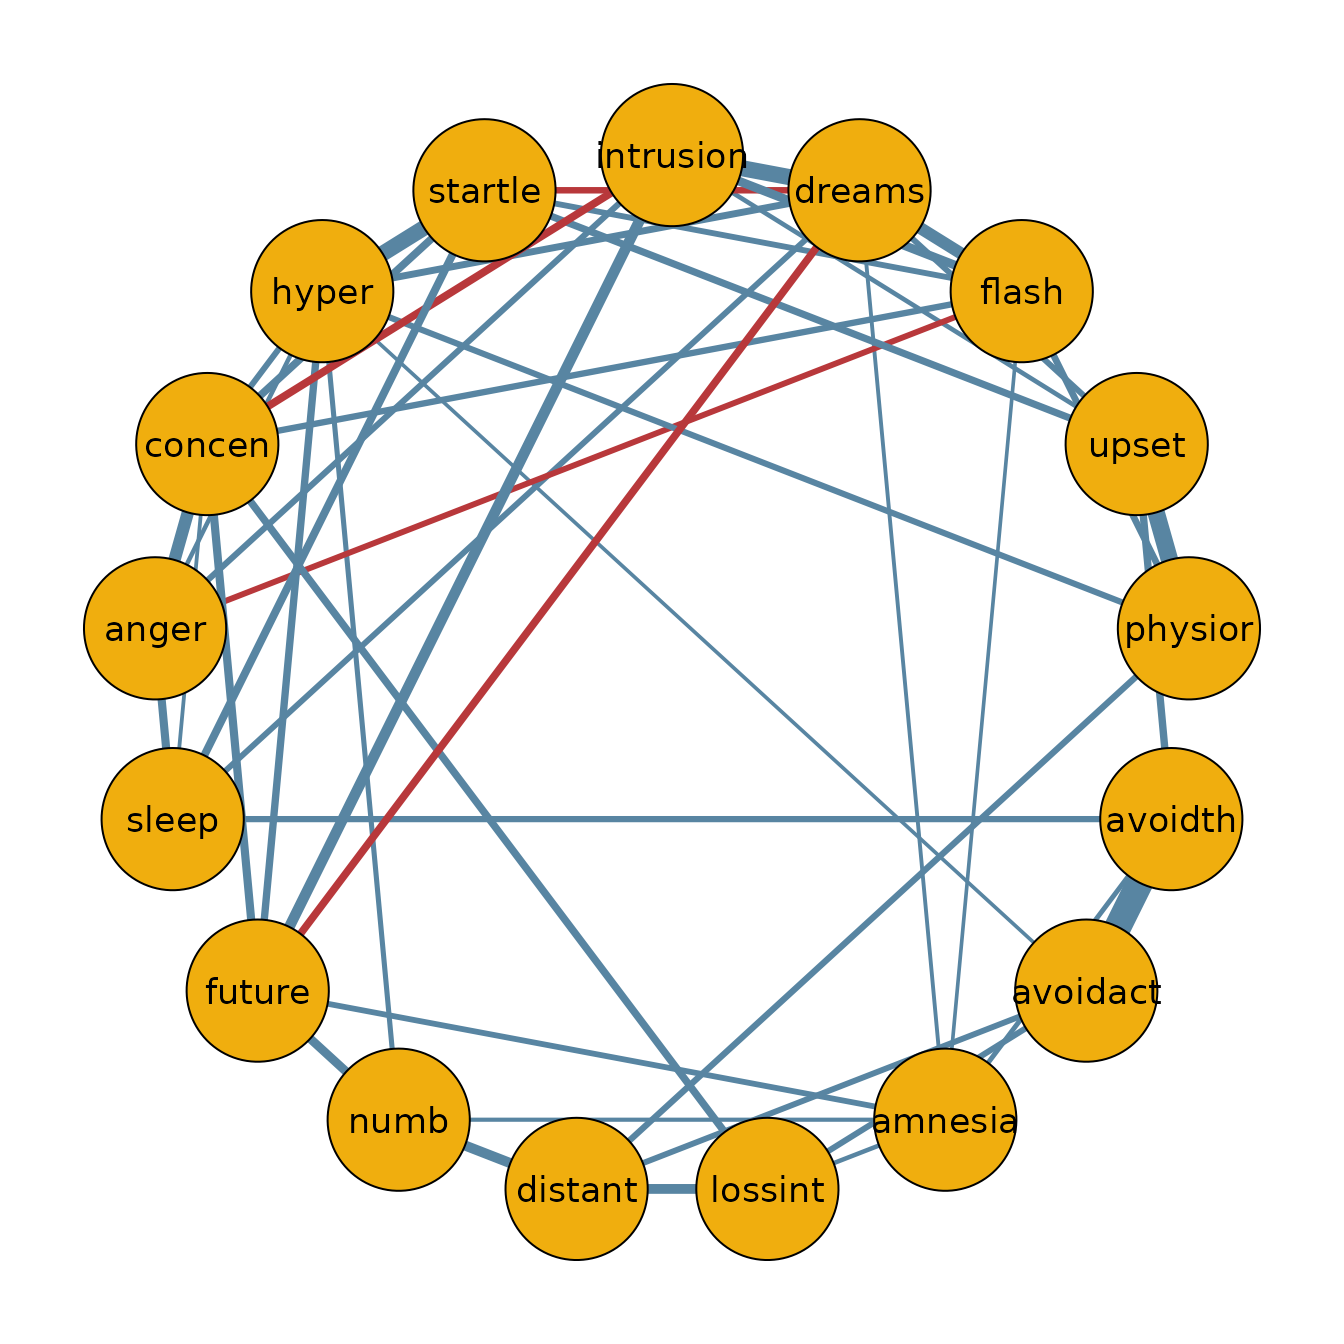 intrusion
startle
dreams
hyper
flash
concen
upset
anger
physior
sleep
avoidth
future
avoidact
numb
amnesia
distant
lossint